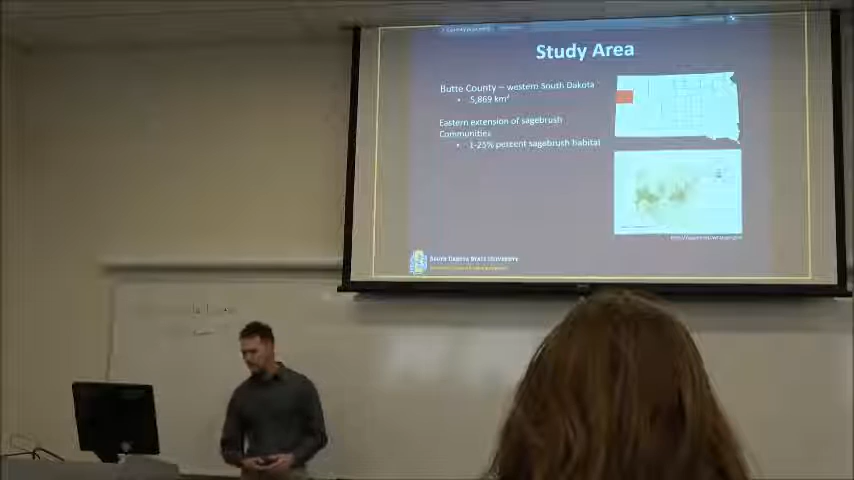 Study Area
Butte County – western South Dakota
• 5,869 km²
Eastern extension of sagebrush
Communities
• 1-25% percent sagebrush habitat
SOUTH DAKOTA STATE UNIVERSITY